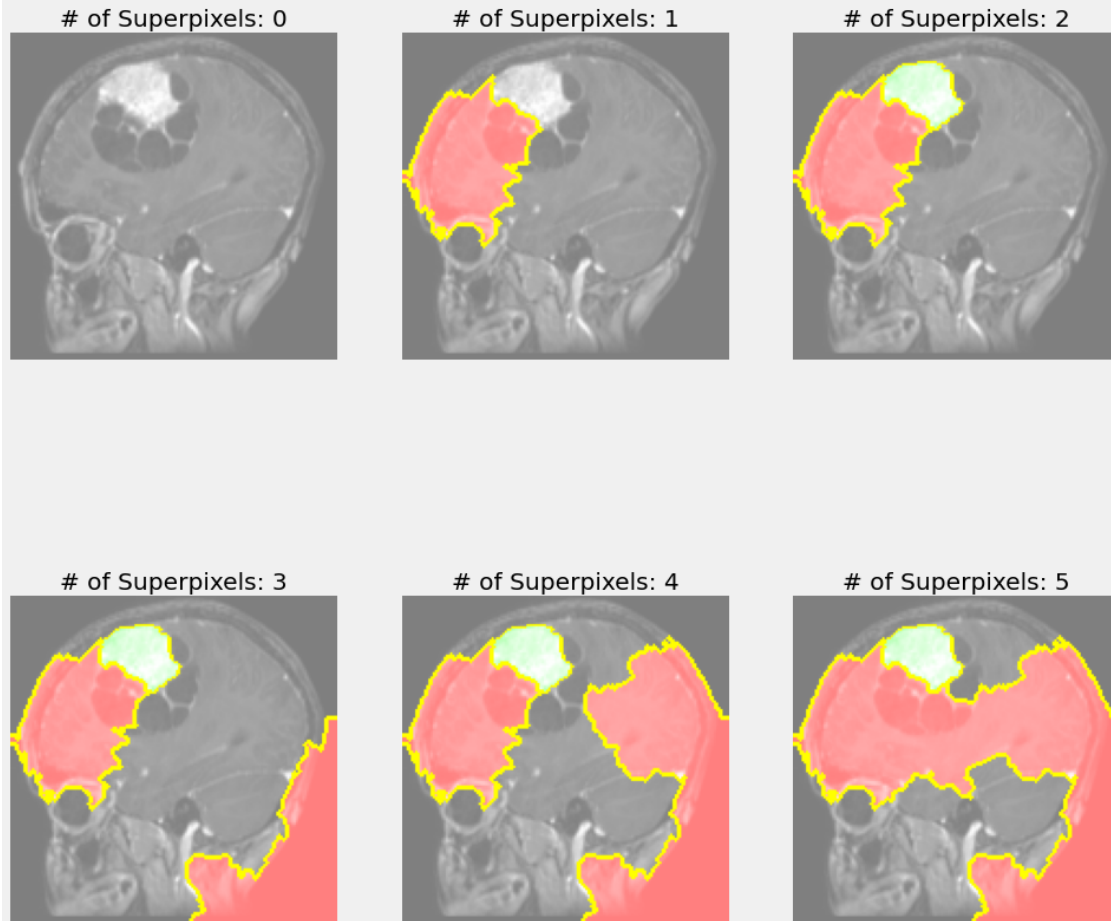 # of Superpixels: 0
# of Superpixels: 1
# of Superpixels: 2
# of Superpixels: 3
# of Superpixels: 4
# of Superpixels: 5